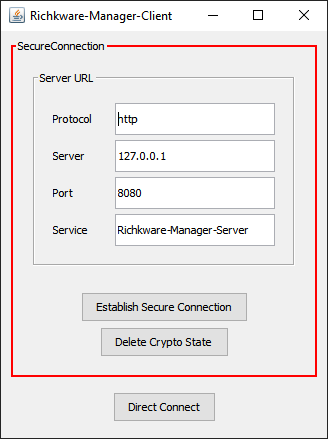 Richkware-Manager-Client
SecureConnection
Server URL
Protocol http
Server 127.0.0.1
Port 8080
Service Richkware-Manager-Server
Establish Secure Connection
Delete Crypto State
Direct Connect